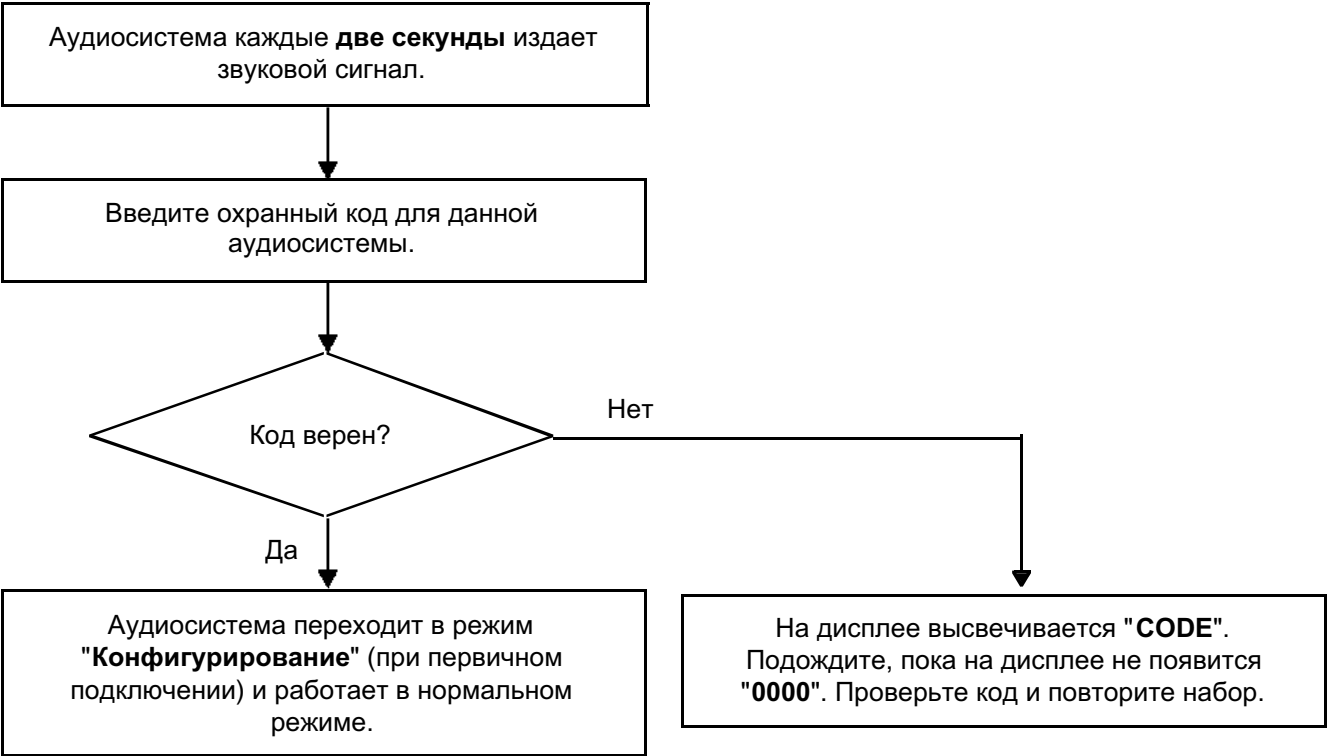 Аудиосистема каждые две секунды издает
звуковой сигнал.
Введите охранный код для данной
аудиосистемы.
Код верен?
Нет
Да
Аудиосистема переходит в режим
"Конфигурирование" (при первичном
подключении) и работает в нормальном
режиме.
На дисплее высвечивается "CODE".
Подождите, пока на дисплее не появится
"0000". Проверьте код и повторите набор.